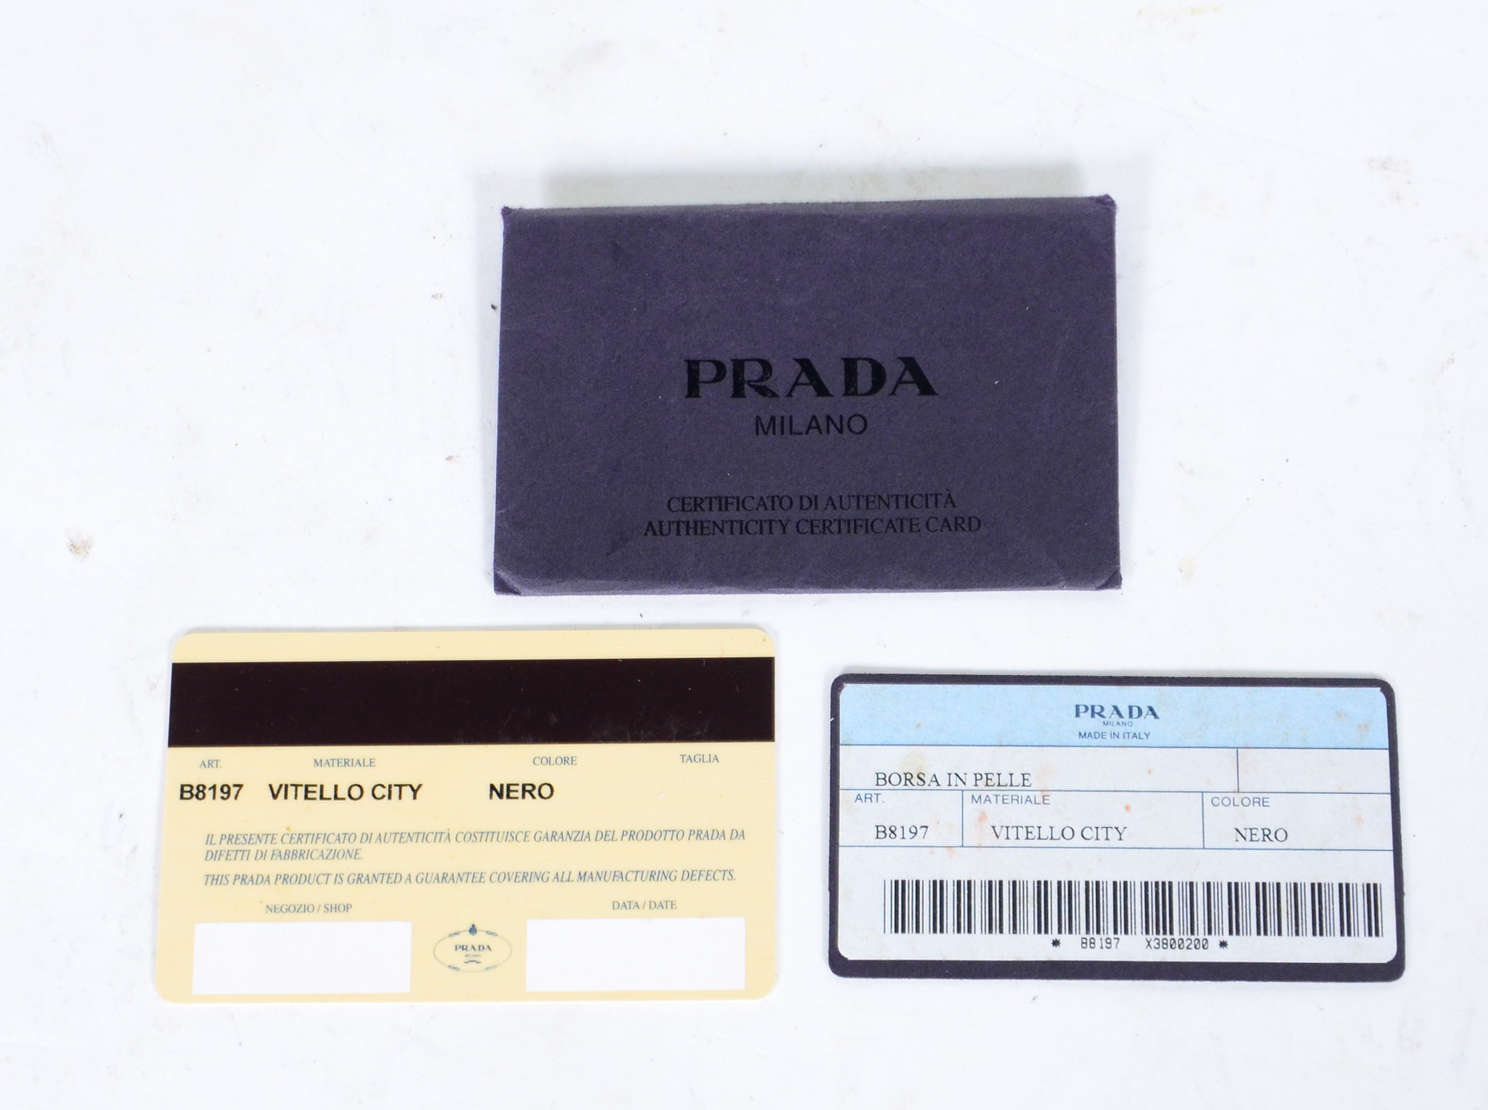 PRADA
MILANO
CERTIFICATO DI AUTENTICITÀ
AUTHENTICITY CERTIFICATE CARD
ART. MATERIALE COLORE TAGLIA
B8197 VITELLO CITY NERO
IL PRESENTE CERTIFICATO DI AUTENTICITÀ COSTITUISCE GARANZIA DEL PRODOTTO PRADA DA
DIFETTI DI FABBRICAZIONE.
THIS PRADA PRODUCT IS GRANTED A GUARANTEE COVERING ALL MANUFACTURING DEFECTS.
NEGOZIO / SHOP DATA / DATE
PRADA
MILANO
PRADA
MILANO
MADE IN ITALY
BORSA IN PELLE
ART. MATERIALE COLORE
B8197 VITELLO CITY NERO
* B8197 X3800200 *